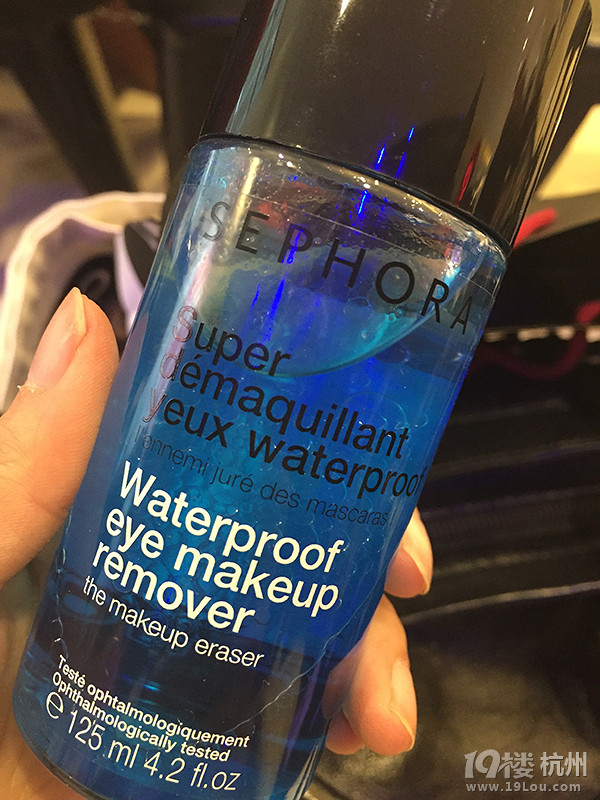 SEPHORA
Super
démaquillant
yeux waterproof
l'ennemi juré des mascaras
Waterproof
eye makeup
remover
the makeup eraser
Testé ophtalmologiquement
Ophthalmologically tested
e 125 ml 4.2 fl.oz
19楼 杭州
www.19Lou.com